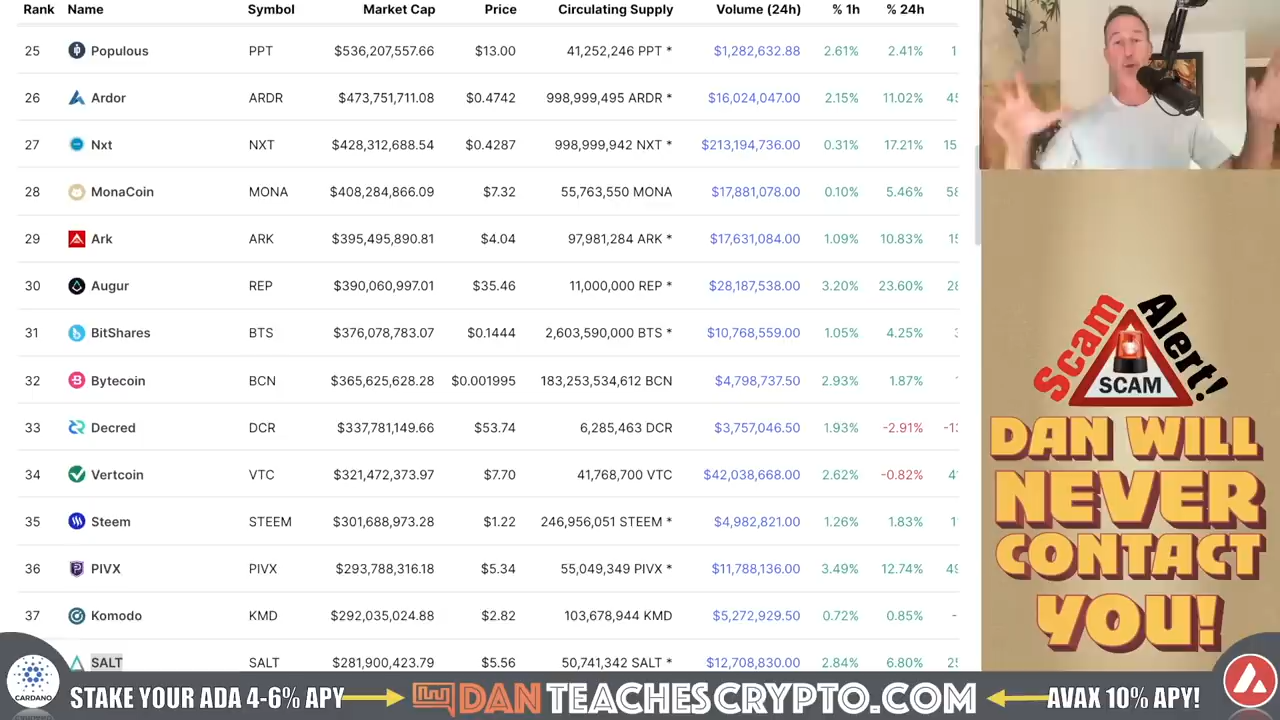 Rank Name Symbol Market Cap Price Circulating Supply Volume (24h) % 1h % 24h
25 Populous PPT $536,207,557.66 $13.00 41,252,246 PPT * $1,282,632.88 2.61% 2.41% 1
26 Ardor ARDR $473,751,711.08 $0.4742 998,999,495 ARDR * $16,024,047.00 2.15% 11.02% 45
27 Nxt NXT $428,312,688.54 $0.4287 998,999,942 NXT * $213,194,736.00 0.31% 17.21% 15
28 MonaCoin MONA $408,284,866.09 $7.32 55,763,550 MONA $17,881,078.00 0.10% 5.46% 58
29 Ark ARK $395,495,890.81 $4.04 97,981,284 ARK * $17,631,084.00 1.09% 10.83% 15
30 Augur REP $390,060,997.01 $35.46 11,000,000 REP * $28,187,538.00 3.20% 23.60% 28
31 BitShares BTS $376,078,783.07 $0.1444 2,603,590,000 BTS * $10,768,559.00 1.05% 4.25%
32 Bytecoin BCN $365,625,628.28 $0.001995 183,253,534,612 BCN $4,798,737.50 2.93% 1.87%
33 Decred DCR $337,781,149.66 $53.74 6,285,463 DCR $3,757,046.50 1.93% -2.91% -13
34 Vertcoin VTC $321,472,373.97 $7.70 41,768,700 VTC $42,038,668.00 2.62% -0.82% 4
35 Steem STEEM $301,688,973.28 $1.22 246,956,051 STEEM * $4,982,821.00 1.26% 1.83% 1
36 PIVX PIVX $293,788,316.18 $5.34 55,049,349 PIVX * $11,788,136.00 3.49% 12.74% 49
37 Komodo KMD $292,035,024.88 $2.82 103,678,944 KMD $5,272,929.50 0.72% 0.85% -
SALT SALT $281,900,423.79 $5.56 50,741,342 SALT * $12,708,830.00 2.84% 6.80% 25
Scam Alert!
SCAM
DAN WILL
NEVER
CONTACT
YOU!
CARDANO
STAKE YOUR ADA 4-6% APY
DANTEACHESCRYPTO.COM
AVAX 10% APY!